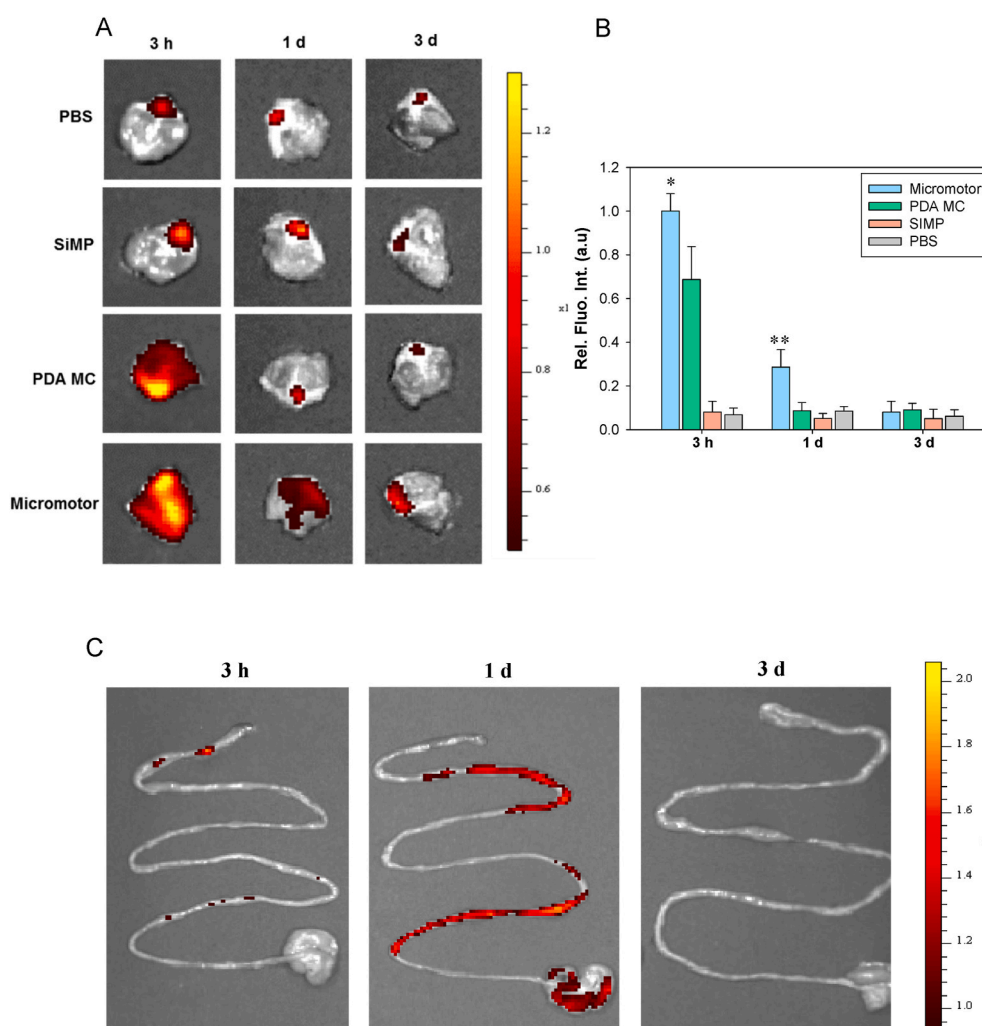 A
3 h
1 d
3 d
PBS
SiMP
PDA MC
Micromotor
1.2
1.0
x1
0.8
0.6
B
1.2
1.0
0.8
0.6
0.4
0.2
0.0
Rel. Fluo. Int. (a.u)
*
**
Micromotor
PDA MC
SIMP
PBS
3 h
1 d
3 d
C
3 h
1 d
3 d
2.0
1.8
1.6
1.4
1.2
1.0